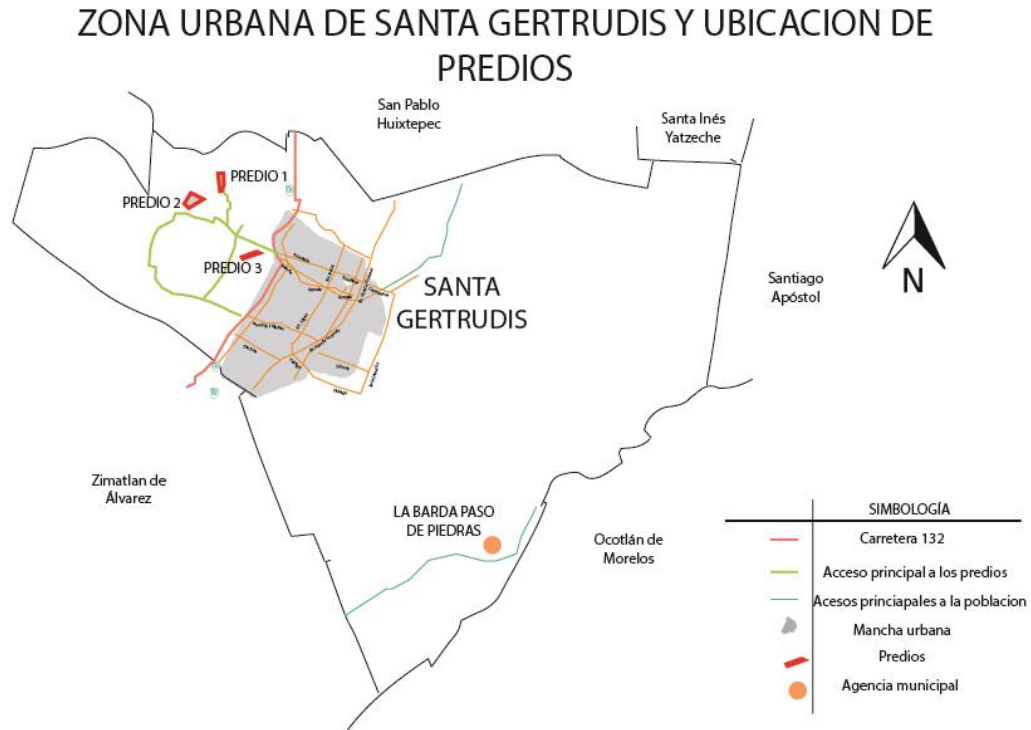 ZONA URBANA DE SANTA GERTRUDIS Y UBICACION DE
PREDIOS
San Pablo
Huixtepec
Santa Inés
Yatzeche
PREDIO 1
PREDIO 2
PREDIO 3
SANTA
GERTRUDIS
Santiago
Apóstol
N
Zimatlan de
Álvarez
LA BARDA PASO
DE PIEDRAS
Ocotlán de
Morelos
SIMBOLOGÍA
Carretera 132
Acceso principal a los predios
Acesos princiapales a la poblacion
Mancha urbana
Predios
Agencia municipal